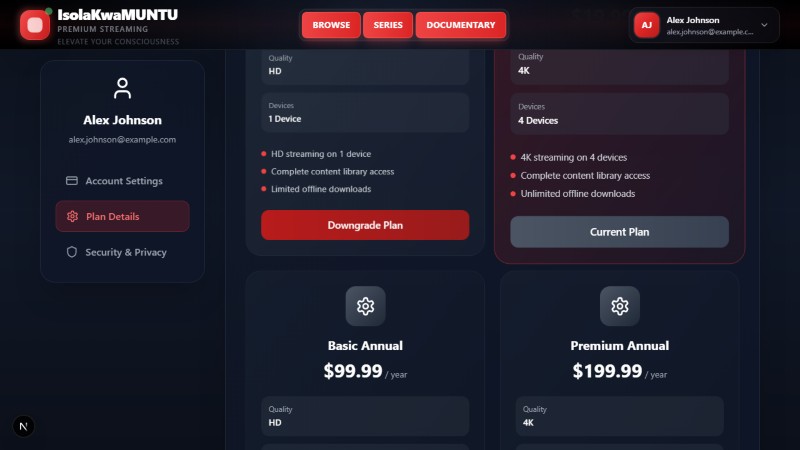 IsolaKwaMUNTU
PREMIUM STREAMING
ELEVATE YOUR CONSCIOUSNESS
BROWSE
SERIES
DOCUMENTARY
AJ
Alex Johnson
alex.johnson@example.c...
Alex Johnson
alex.johnson@example.com
Account Settings
Plan Details
Security & Privacy
Quality
HD
Devices
1 Device
HD streaming on 1 device
Complete content library access
Limited offline downloads
Downgrade Plan
Quality
4K
Devices
4 Devices
4K streaming on 4 devices
Complete content library access
Unlimited offline downloads
Current Plan
Basic Annual
$99.99 / year
Quality
HD
Premium Annual
$199.99 / year
Quality
4K
N